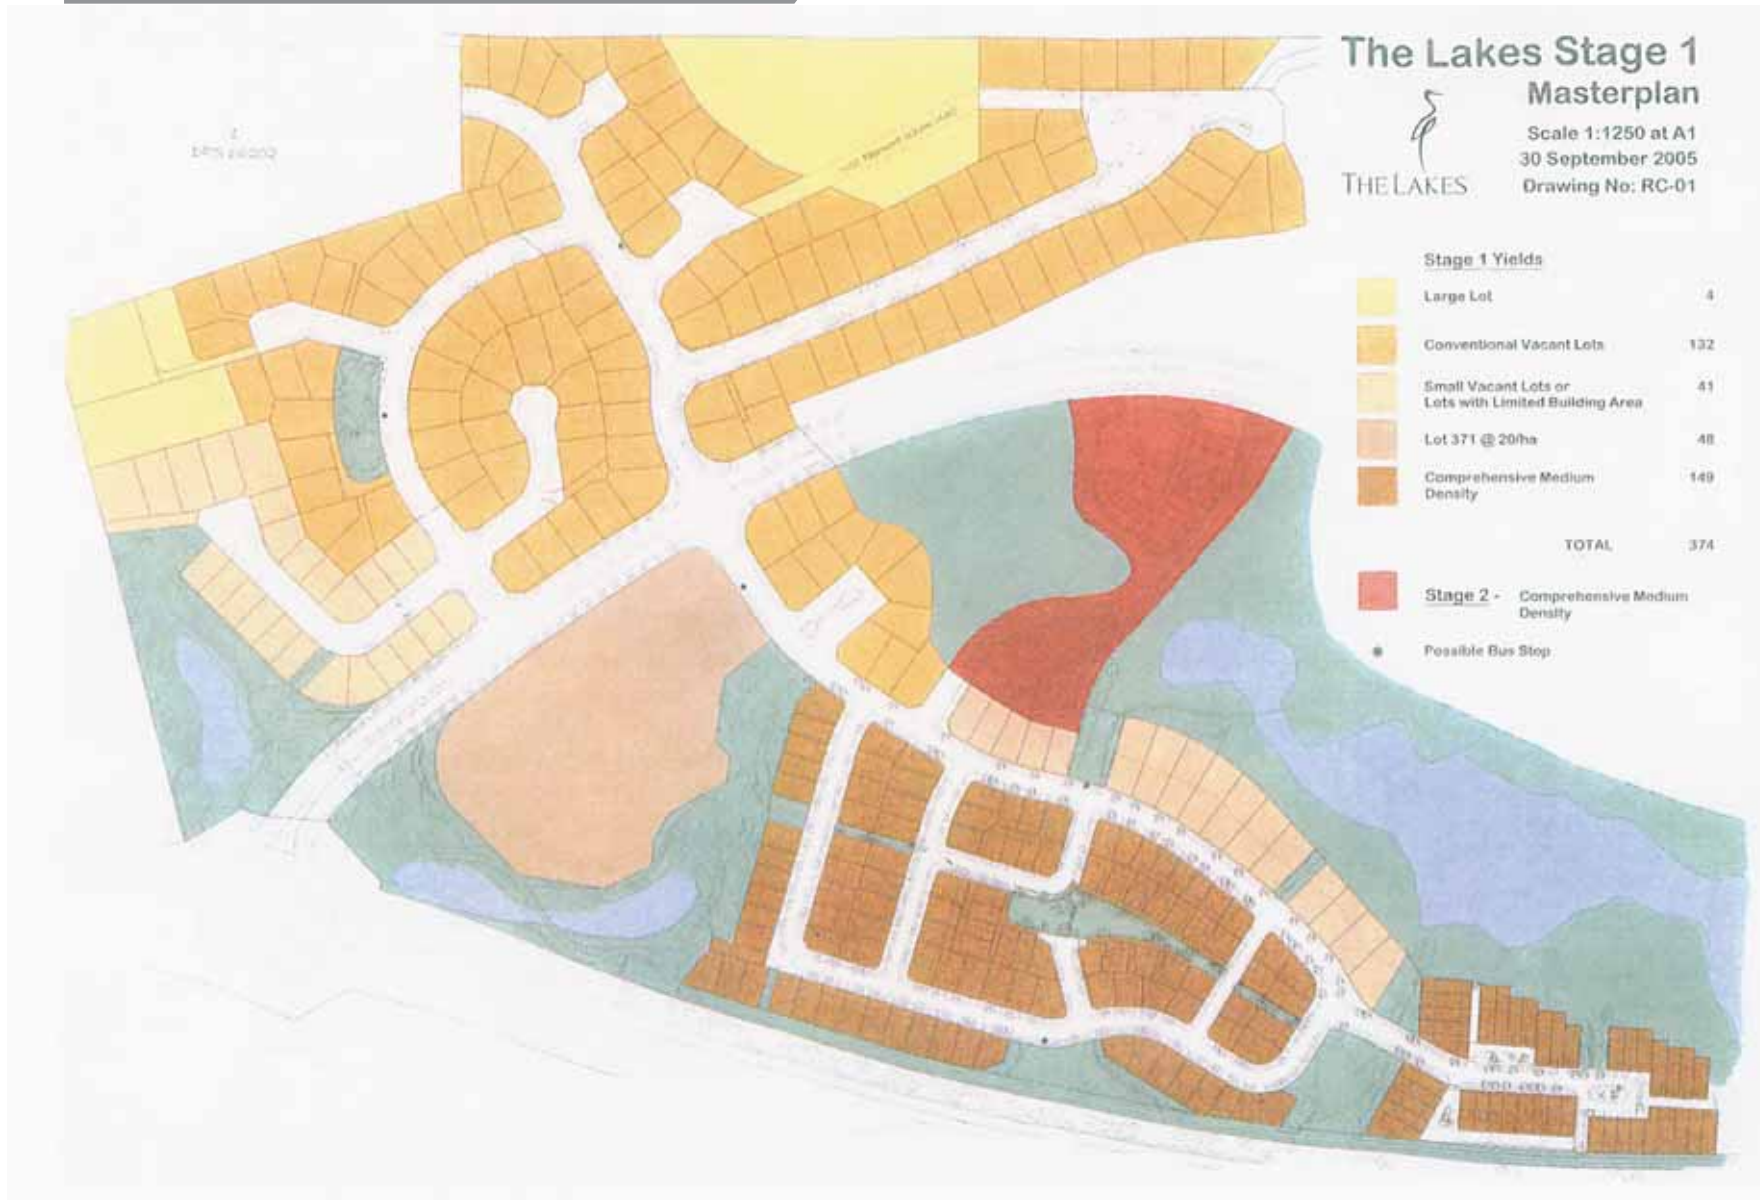 The Lakes Stage 1
Masterplan
Scale 1:1250 at A1
30 September 2005
THE LAKES
Drawing No: RC-01
Stage 1 Yields
Large Lot 4
Conventional Vacant Lots 132
Small Vacant Lots or 41
Lots with Limited Building Area
Lot 371 @ 20/ha 48
Comprehensive Medium 149
Density
TOTAL 374
Stage 2 - Comprehensive Medium
Density
Possible Bus Stop